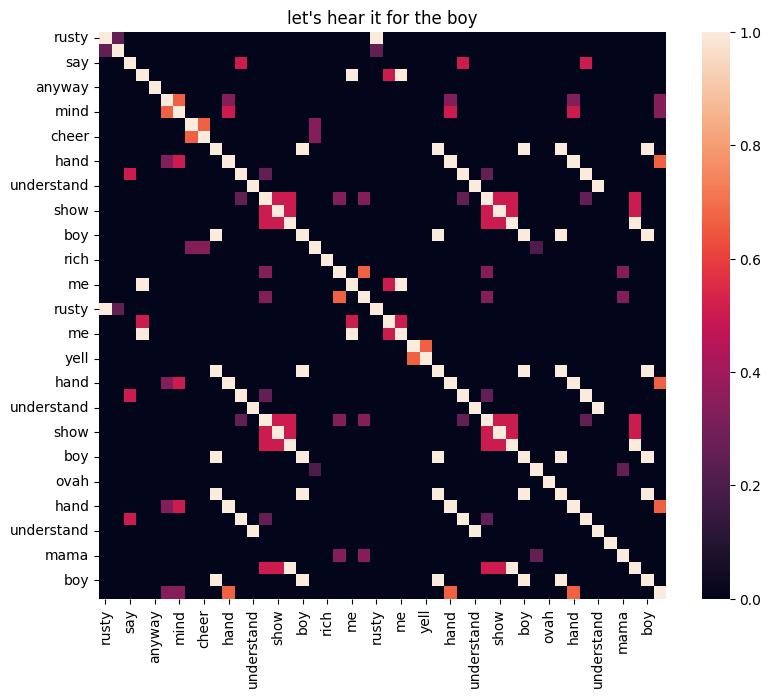 let's hear it for the boy
rusty
say
anyway
mind
cheer
hand
understand
show
boy
rich
me
rusty
me
yell
hand
understand
show
boy
ovah
hand
understand
mama
boy
rusty
say
anyway
mind
cheer
hand
understand
show
boy
rich
me
rusty
me
yell
hand
understand
show
boy
ovah
hand
understand
mama
boy
1.0
0.8
0.6
0.4
0.2
0.0